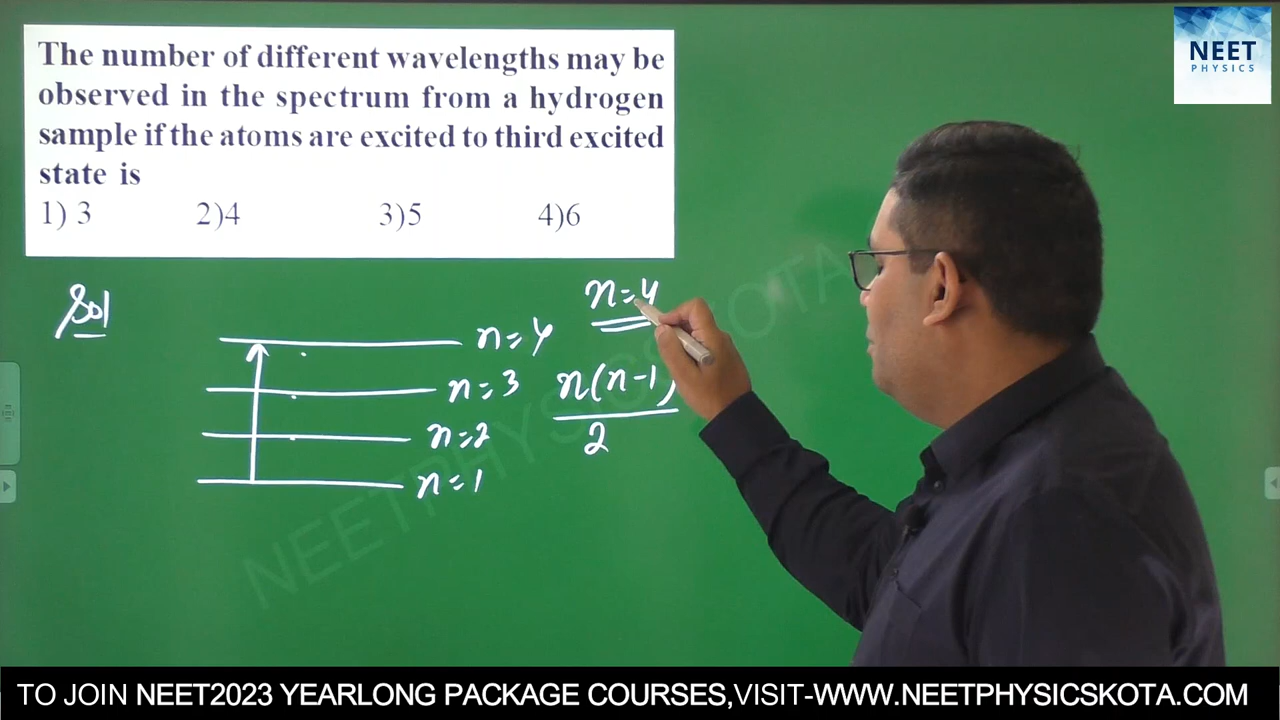 The number of different wavelengths may be
observed in the spectrum from a hydrogen
sample if the atoms are excited to third excited
state is
1) 3 2)4 3)5 4)6
NEET
PHYSICS
Sol
n=4
n=3
n=2
n=1
n=4
n(n-1)
2
NEETPHYSICSKOTA
TO JOIN NEET2023 YEARLONG PACKAGE COURSES,VISIT-WWW.NEETPHYSICSKOTA.COM